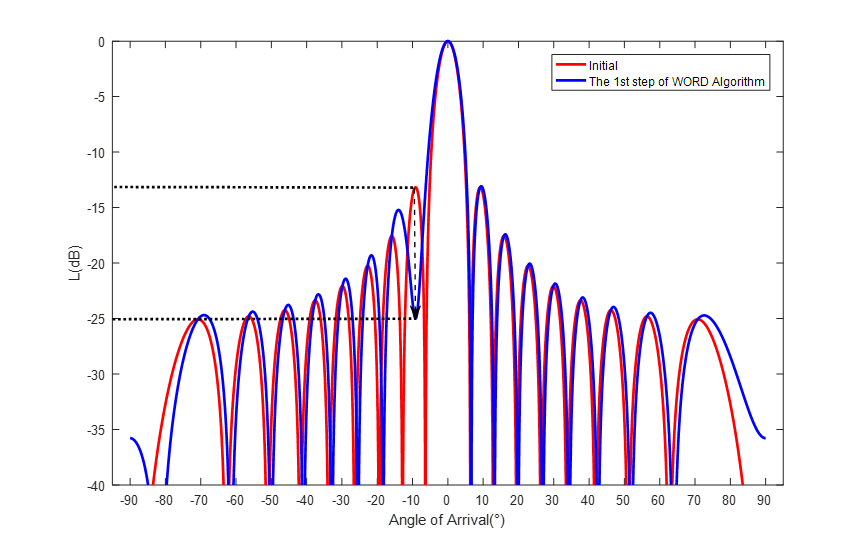 0
-5
-10
-15
-20
-25
-30
-35
-40
L(dB)
Initial
The 1st step of WORD Algorithm
-90 -80 -70 -60 -50 -40 -30 -20 -10 0 10 20 30 40 50 60 70 80 90
Angle of Arrival(°)